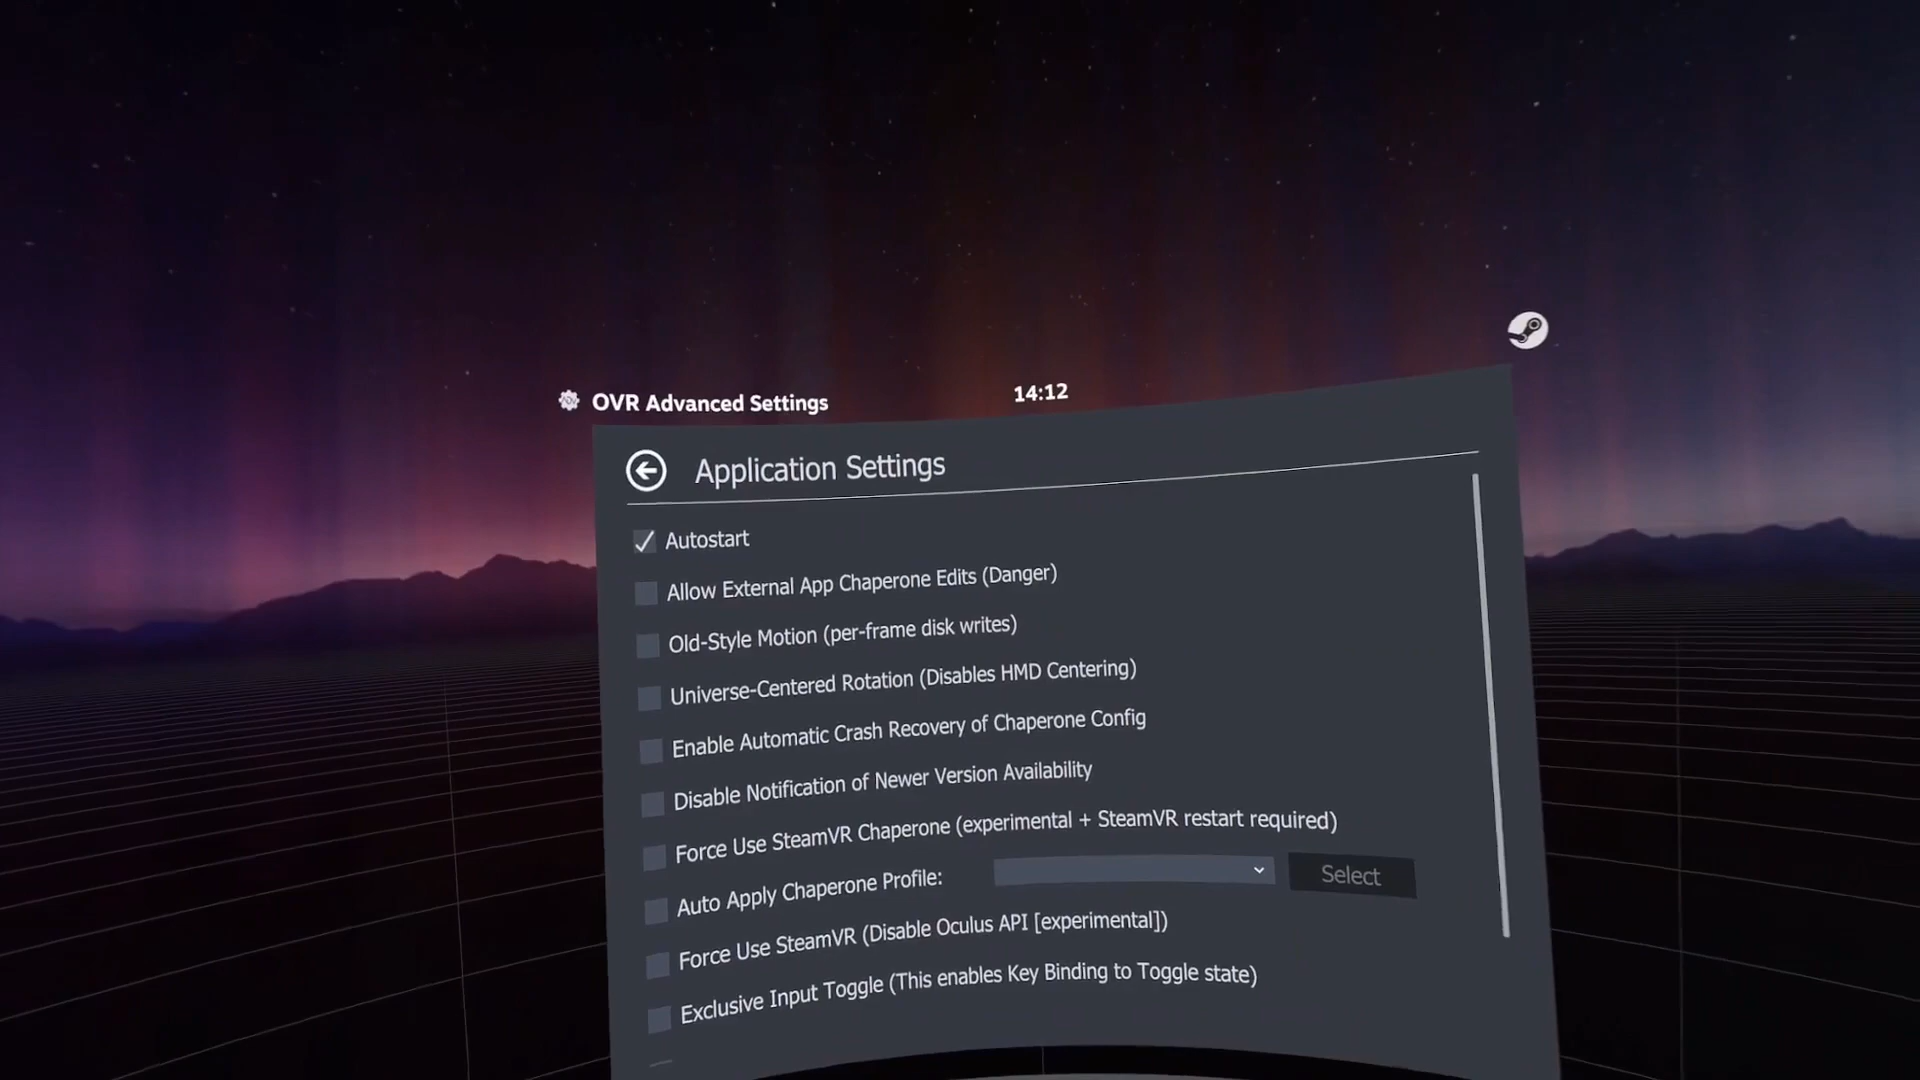 OVR Advanced Settings
14:12
Application Settings
Autostart
Allow External App Chaperone Edits (Danger)
Old-Style Motion (per-frame disk writes)
Universe-Centered Rotation (Disables HMD Centering)
Enable Automatic Crash Recovery of Chaperone Config
Disable Notification of Newer Version Availability
Force Use SteamVR Chaperone (experimental + SteamVR restart required)
Auto Apply Chaperone Profile: Select
Force Use SteamVR (Disable Oculus API [experimental])
Exclusive Input Toggle (This enables Key Binding to Toggle state)